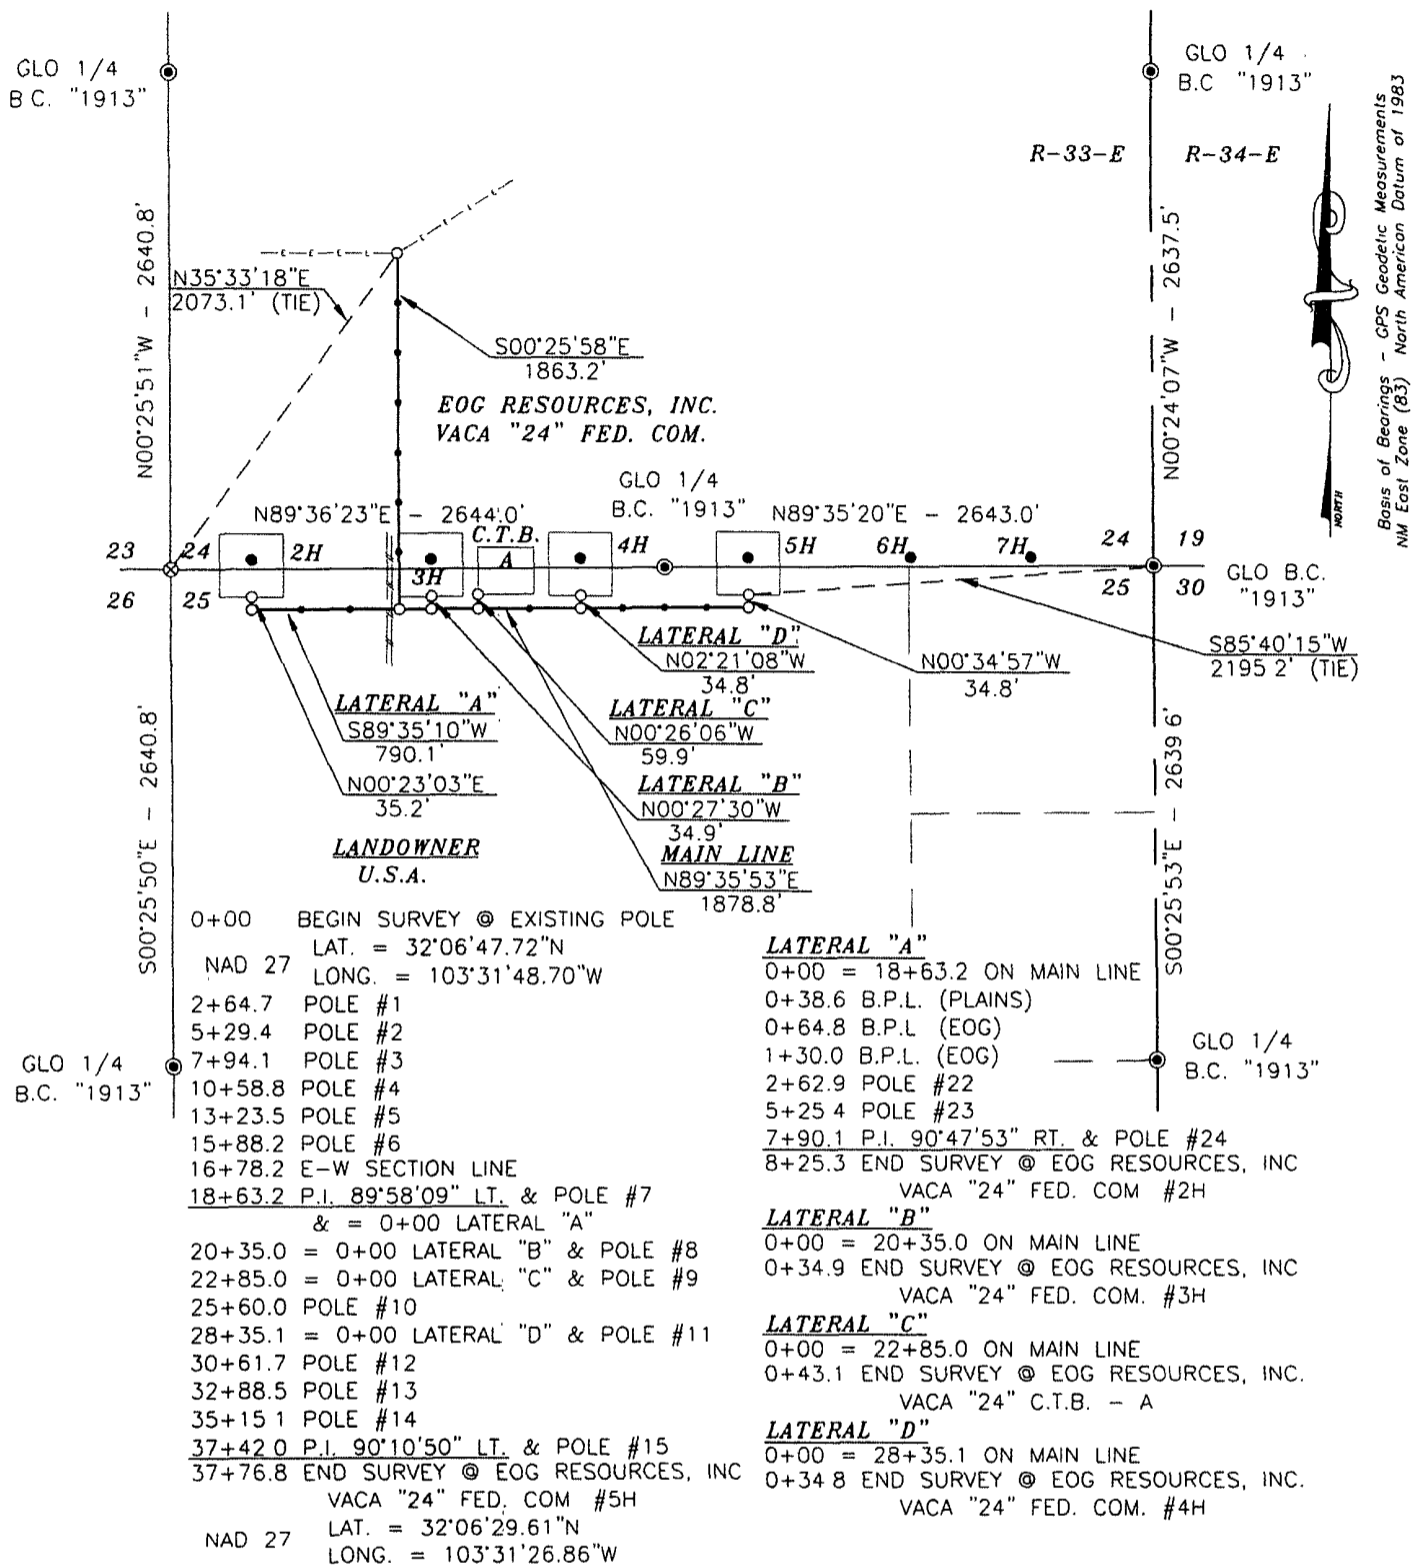 GLO 1/4
B C. "1913"
GLO 1/4
B.C "1913"
R-33-E
R-34-E
N00°25'51"W - 2640.8'
N00°24'07"W - 2637.5'
Basis of Bearings - GPS Geodetic Measurements
NM East Zone (83) North American Datum of 1983
NORTH
N35°33'18"E
2073.1' (TIE)
S00°25'58"E
1863.2'
EOG RESOURCES, INC.
VACA "24" FED. COM.
GLO 1/4
B.C. "1913"
N89°36'23"E - 2644.0'
N89°35'20"E - 2643.0'
23
24
2H
3H
C.T.B.
A
4H
5H
6H
7H
24
19
26
25
25
30
GLO B.C.
"1913"
S85°40'15"W
2195 2' (TIE)
LATERAL "D"
N02°21'08"W
34.8'
N00°34'57"W
34.8'
LATERAL "A"
S89°35'10"W
790.1'
LATERAL "C"
N00°26'06"W
59.9'
N00°23'03"E
35.2'
LATERAL "B"
N00°27'30"W
34.9'
LANDOWNER
U.S.A.
MAIN LINE
N89°35'53"E
1878.8'
S00°25'50"E - 2640.8'
S00°25'53"E - 2639 6'
GLO 1/4
B.C. "1913"
GLO 1/4
B.C. "1913"
0+00 BEGIN SURVEY @ EXISTING POLE
LAT. = 32°06'47.72"N
NAD 27
LONG. = 103°31'48.70"W
2+64.7 POLE #1
5+29.4 POLE #2
7+94.1 POLE #3
10+58.8 POLE #4
13+23.5 POLE #5
15+88.2 POLE #6
16+78.2 E-W SECTION LINE
18+63.2 P.I. 89°58'09" LT. & POLE #7
& = 0+00 LATERAL "A"
20+35.0 = 0+00 LATERAL "B" & POLE #8
22+85.0 = 0+00 LATERAL "C" & POLE #9
25+60.0 POLE #10
28+35.1 = 0+00 LATERAL "D" & POLE #11
30+61.7 POLE #12
32+88.5 POLE #13
35+15 1 POLE #14
37+42 0 P.I. 90°10'50" LT. & POLE #15
37+76.8 END SURVEY @ EOG RESOURCES, INC
VACA "24" FED. COM #5H
LAT. = 32°06'29.61"N
NAD 27
LONG. = 103°31'26.86"W
LATERAL "A"
0+00 = 18+63.2 ON MAIN LINE
0+38.6 B.P.L. (PLAINS)
0+64.8 B.P.L (EOG)
1+30.0 B.P.L. (EOG)
2+62.9 POLE #22
5+25 4 POLE #23
7+90.1 P.I. 90°47'53" RT. & POLE #24
8+25.3 END SURVEY @ EOG RESOURCES, INC
VACA "24" FED. COM #2H
LATERAL "B"
0+00 = 20+35.0 ON MAIN LINE
0+34.9 END SURVEY @ EOG RESOURCES, INC
VACA "24" FED. COM. #3H
LATERAL "C"
0+00 = 22+85.0 ON MAIN LINE
0+43.1 END SURVEY @ EOG RESOURCES, INC.
VACA "24" C.T.B. - A
LATERAL "D"
0+00 = 28+35.1 ON MAIN LINE
0+34 8 END SURVEY @ EOG RESOURCES, INC.
VACA "24" FED. COM. #4H